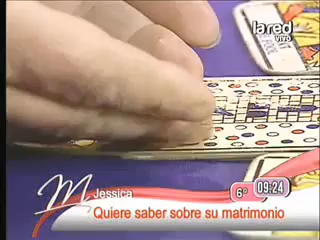 la red
VIVO
M
Jessica
6°
09:24
Quiere saber sobre su matrimonio